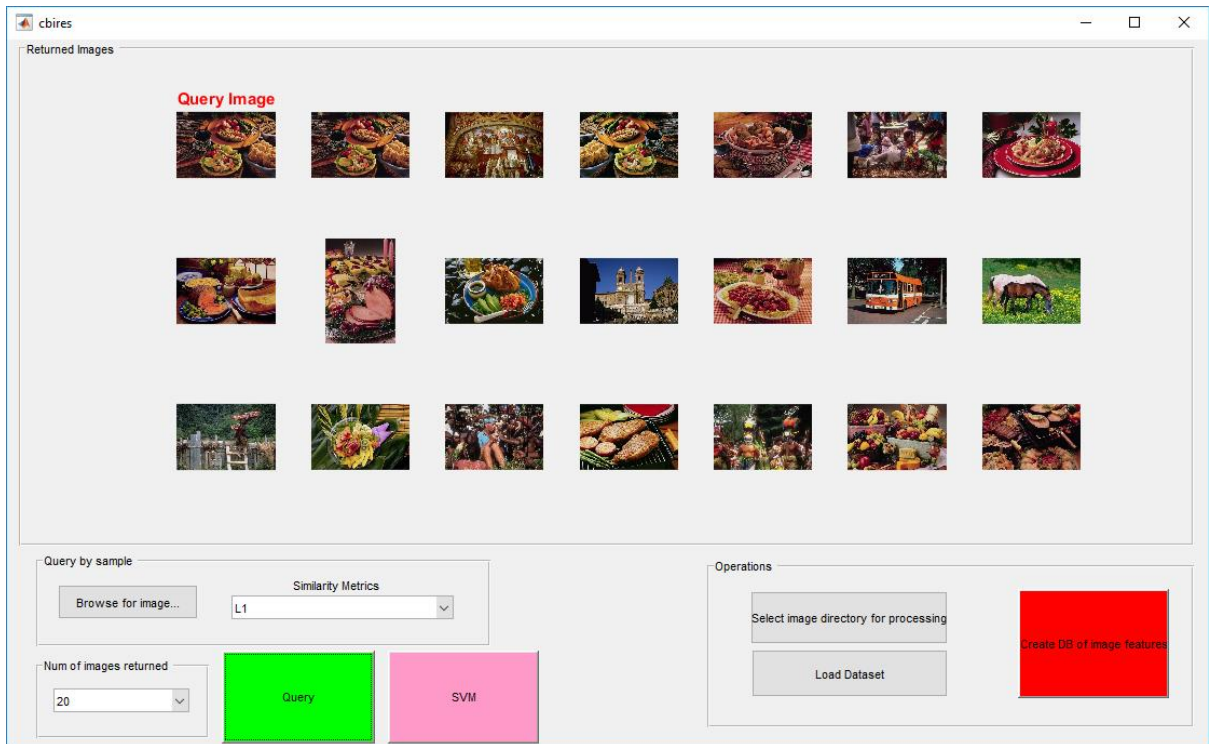 cbires
Returned Images
Query Image
Query by sample
Browse for image...
Similarity Metrics
L1
Num of images returned
20
Query
SVM
Operations
Select image directory for processing
Load Dataset
Create DB of image features